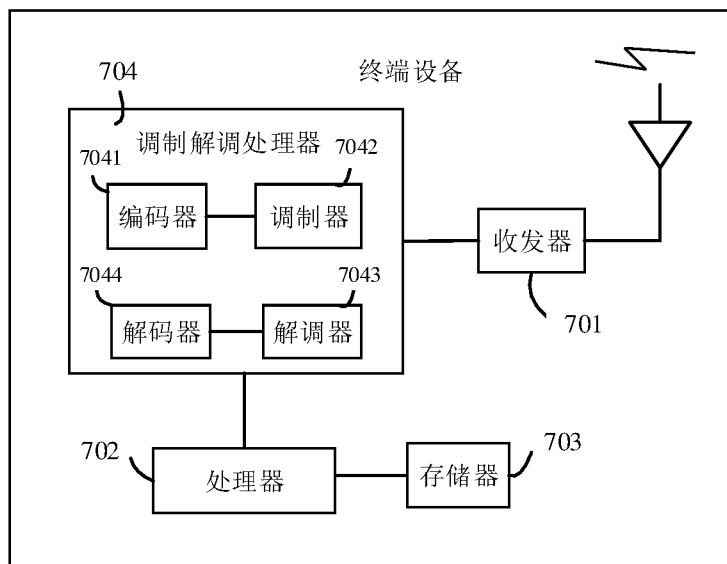 终端设备
704
调制解调处理器
7041
7042
编码器
调制器
收发器
701
7044
7043
解码器
解调器
702
703
处理器
存储器